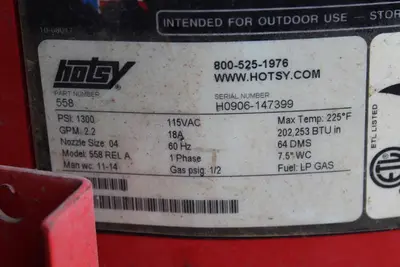 INTENDED FOR OUTDOOR USE — STOR
hotsy
800-525-1976
WWW.HOTSY.COM
PART NUMBER
558
SERIAL NUMBER
H0906-147399
PSI: 1300 115VAC Max Temp: 225°F
GPM: 2.2 18A 202,253 BTU in
Nozzle Size: 04 60 Hz 64 DMS
Model: 558 REL A 1 Phase 7.5" WC
Man wc: 11-14 Gas psig: 1/2 Fuel: LP GAS
ETL LISTED